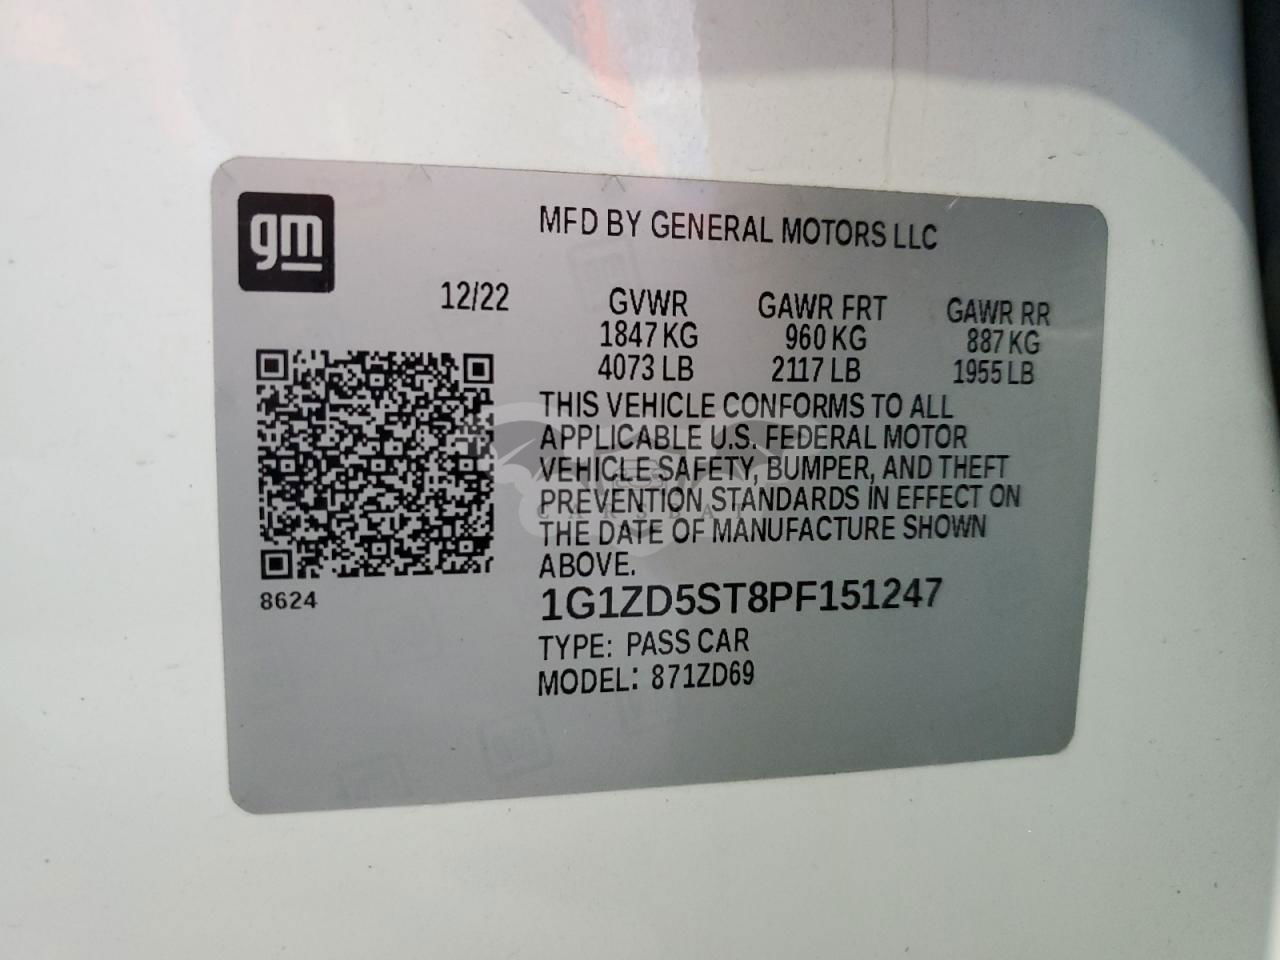 gm
MFD BY GENERAL MOTORS LLC
12/22 GVWR GAWR FRT GAWR RR
1847 KG 960 KG 887 KG
4073 LB 2117 LB 1955 LB
THIS VEHICLE CONFORMS TO ALL
APPLICABLE U.S. FEDERAL MOTOR
VEHICLE SAFETY, BUMPER, AND THEFT
PREVENTION STANDARDS IN EFFECT ON
THE DATE OF MANUFACTURE SHOWN
ABOVE.
8624
1G1ZD5ST8PF151247
TYPE: PASS CAR
MODEL: 871ZD69